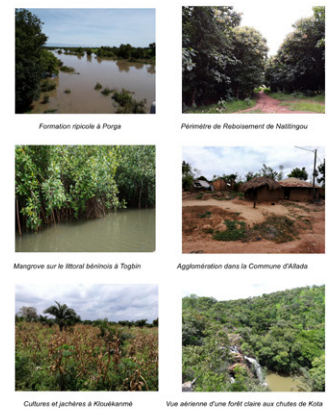 Formation ripicole à Porga
Périmètre de Reboisement de Natitingou
Mangrove sur le littoral béninois à Togbin
Agglomération dans la Commune d'Allada
Cultures et jachères à Klouékanmè
Vue aérienne d'une forêt claire aux chutes de Kota